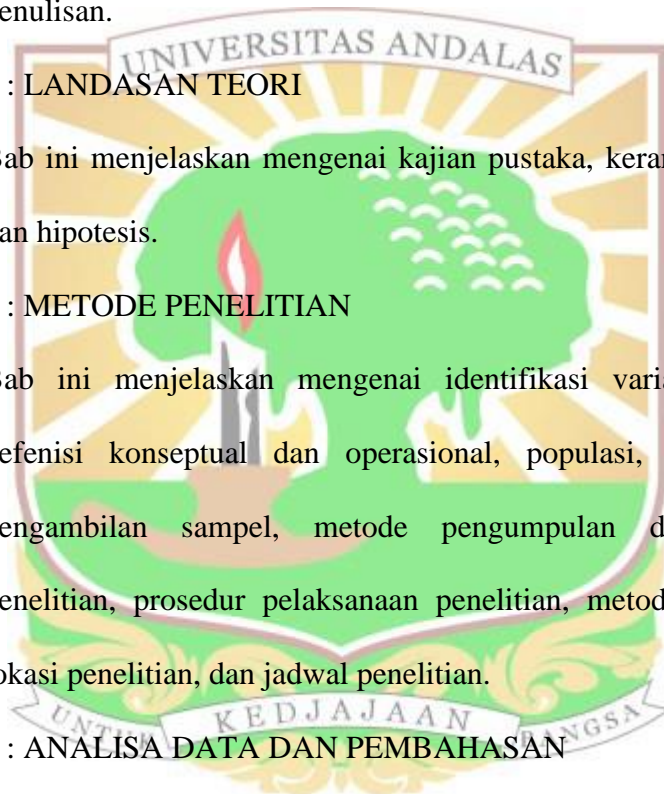 enulisan.
UNIVERSITAS ANDALAS
: LANDASAN TEORI
Bab ini menjelaskan mengenai kajian pustaka, keran
an hipotesis.
: METODE PENELITIAN
Bab ini menjelaskan mengenai identifikasi varia
efenisi konseptual dan operasional, populasi,
engambilan sampel, metode pengumpulan d
enelitian, prosedur pelaksanaan penelitian, metod
okasi penelitian, dan jadwal penelitian.
UNTUK KEDJAJAAN BANGSA
: ANALISA DATA DAN PEMBAHASAN